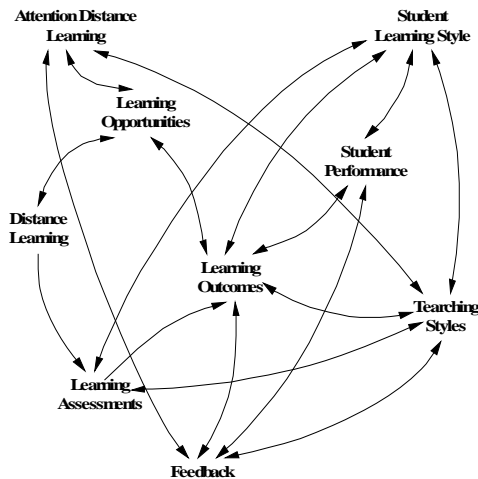 Attention Distance
Learning
Student
Learning Style
Learning
Opportunities
Student
Performance
Distance
Learning
Learning
Outcomes
Tearching
Styles
Learning
Assessments
Feedback